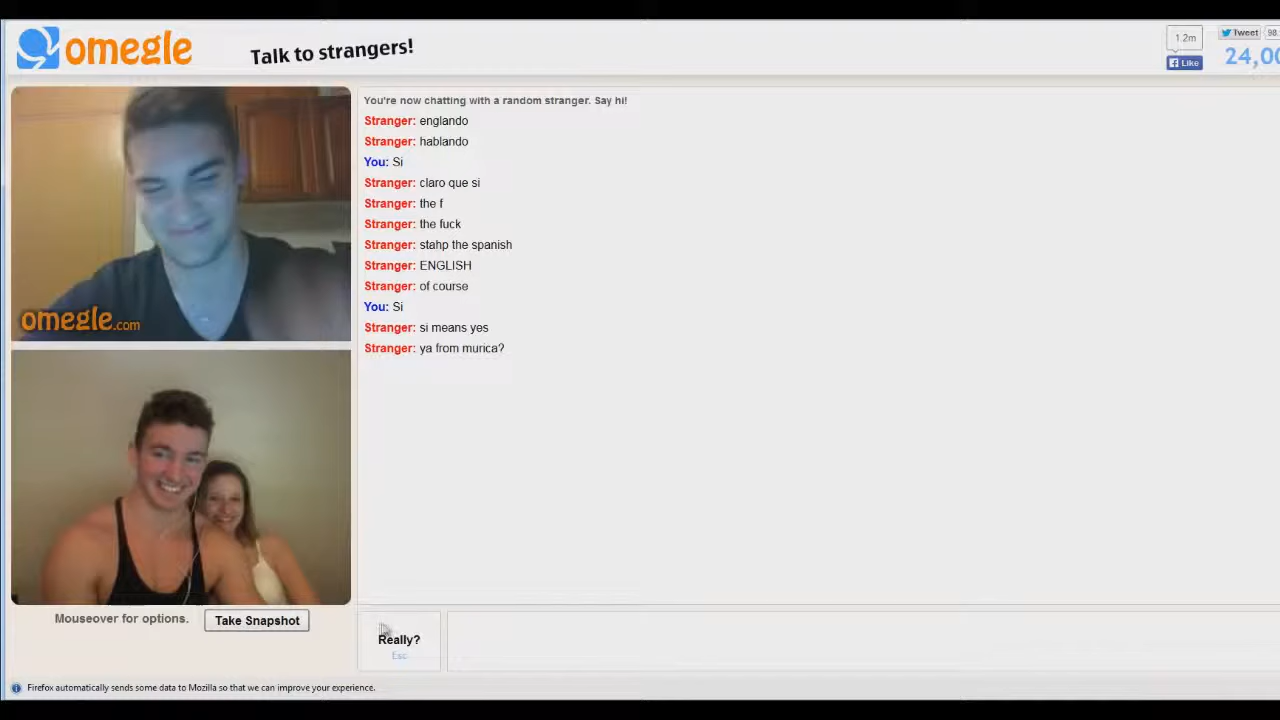 omegle
Talk to strangers!
1.2m
Tweet
98.
Like
24,00
You're now chatting with a random stranger. Say hi!
Stranger: englando
Stranger: hablando
You: Si
Stranger: claro que si
Stranger: the f
Stranger: the fuck
Stranger: stahp the spanish
Stranger: ENGLISH
Stranger: of course
You: Si
Stranger: si means yes
Stranger: ya from murica?
omegle.com
Mouseover for options.
Take Snapshot
Really?
Esc
Firefox automatically sends some data to Mozilla so that we can improve your experience.